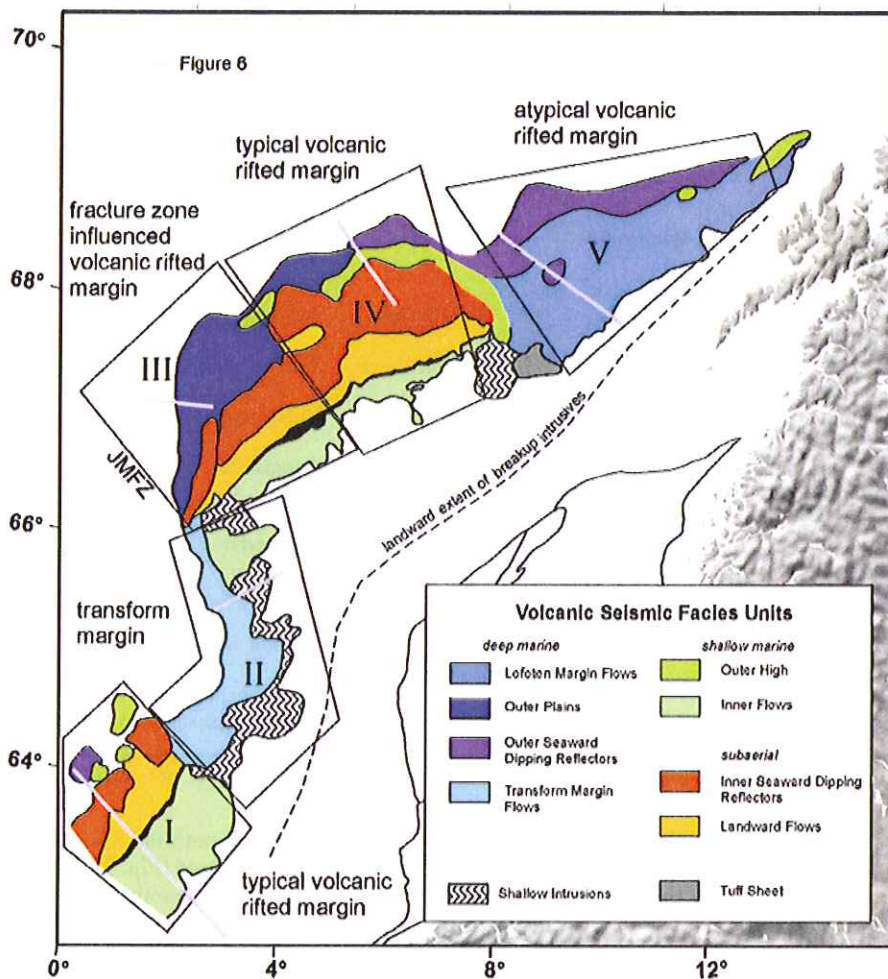 70°
Figure 6
atypical volcanic
rifted margin
typical volcanic
rifted margin
fracture zone
influenced
volcanic rifted
margin
68°
V
IV
III
JMFZ
66°
landward extent of breakup intrusives
transform
margin
II
64°
I
typical volcanic
rifted margin
Volcanic Seismic Facies Units
deep marine
Lofoten Margin Flows
Outer Plains
Outer Seaward
Dipping Reflectors
Transform Margin
Flows
Shallow Intrusions
shallow marine
Outer High
Inner Flows
subaerial
Inner Seaward Dipping
Reflectors
Landward Flows
Tuff Sheet
0°
4°
8°
12°